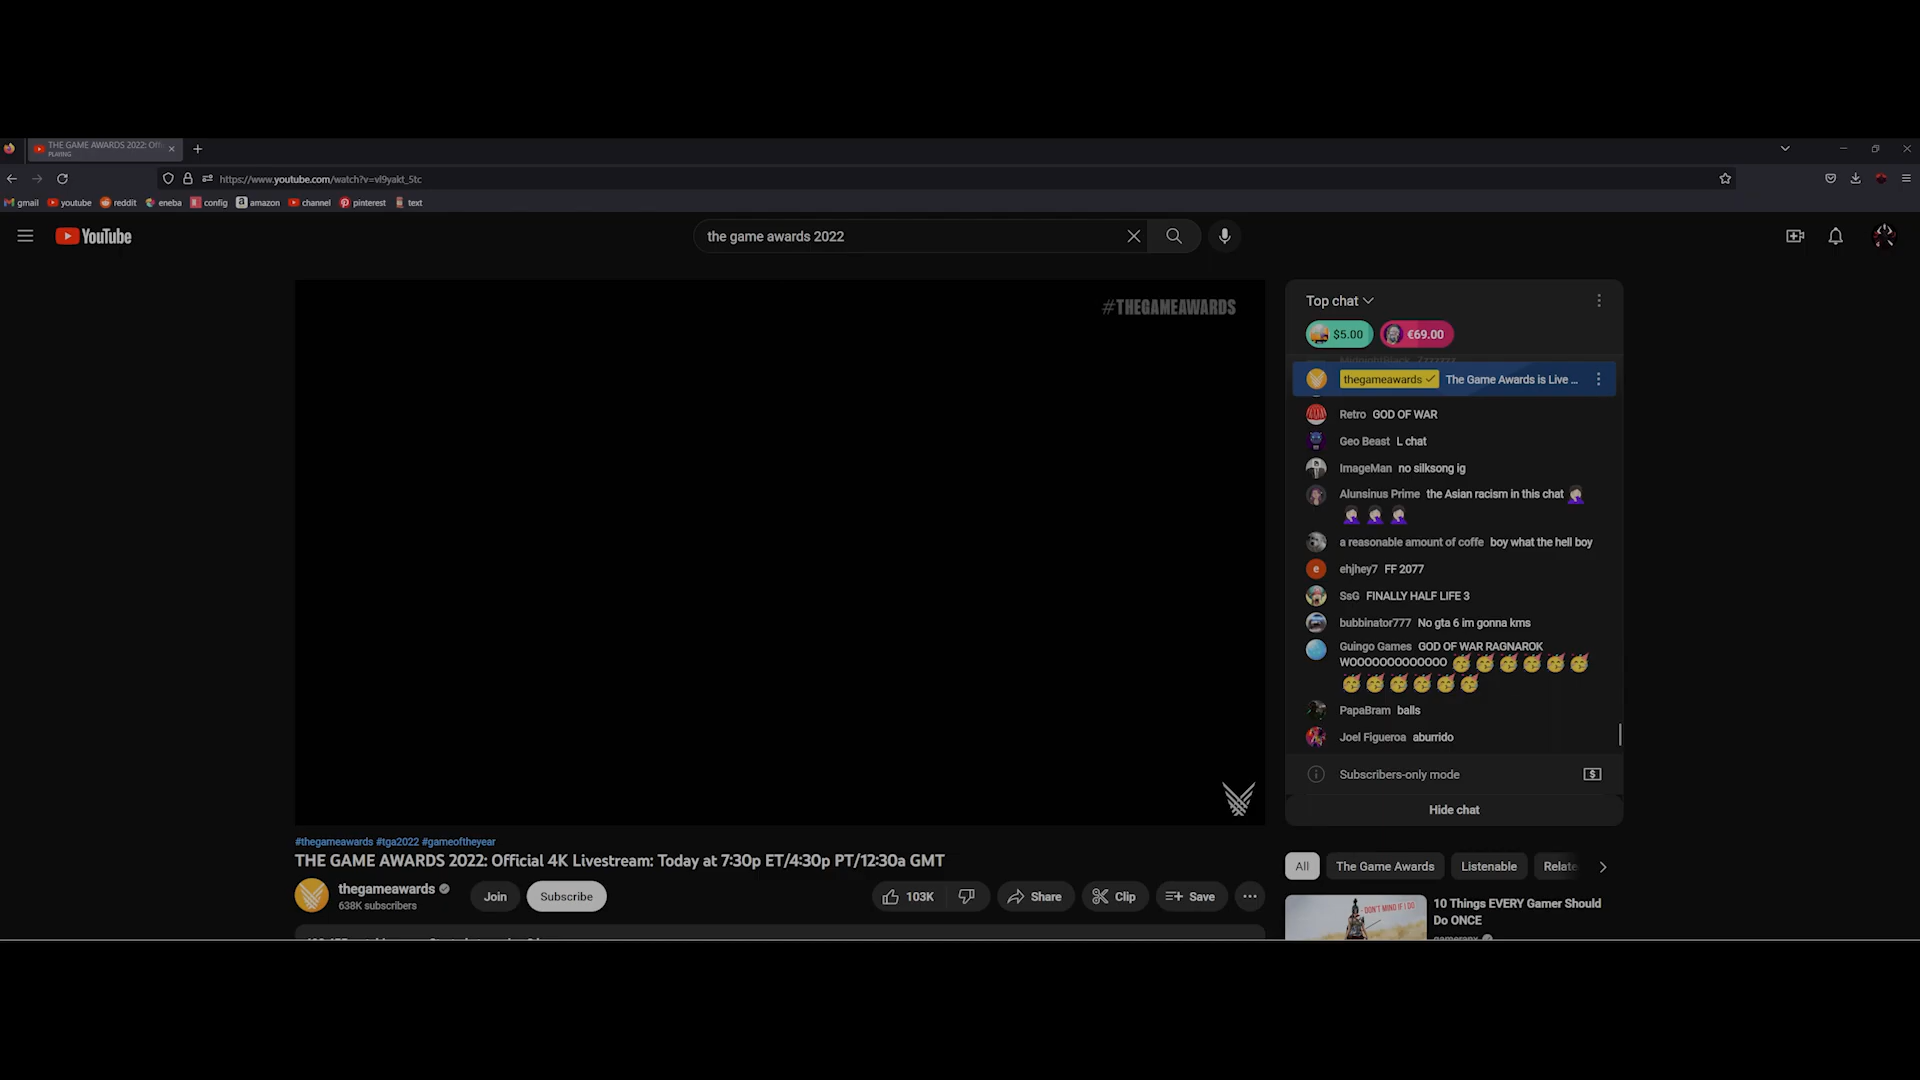 THE GAME AWARDS 2022: Offi
PLAYING
https://www.youtube.com/watch?v=vl9yakt_5tc
gmail youtube reddit eneba config amazon channel pinterest text
YouTube
the game awards 2022
#THEGAMEAWARDS
Top chat
$5.00 €69.00
thegameawards The Game Awards is Live ...
Retro GOD OF WAR
Geo Beast L chat
ImageMan no silksong ig
Alunsinus Prime the Asian racism in this chat
a reasonable amount of coffe boy what the hell boy
ehjhey7 FF 2077
SsG FINALLY HALF LIFE 3
bubbinator777 No gta 6 im gonna kms
Guingo Games GOD OF WAR RAGNAROK
WOOOOOOOOOOOOO
PapaBram balls
Joel Figueroa aburrido
Subscribers-only mode
Hide chat
#thegameawards #tga2022 #gameoftheyear
THE GAME AWARDS 2022: Official 4K Livestream: Today at 7:30p ET/4:30p PT/12:30a GMT
thegameawards
638K subscribers
Join
Subscribe
103K
Share
Clip
Save
All The Game Awards Listenable Relate
- DON'T MIND IF I DO
10 Things EVERY Gamer Should
Do ONCE
gameranx